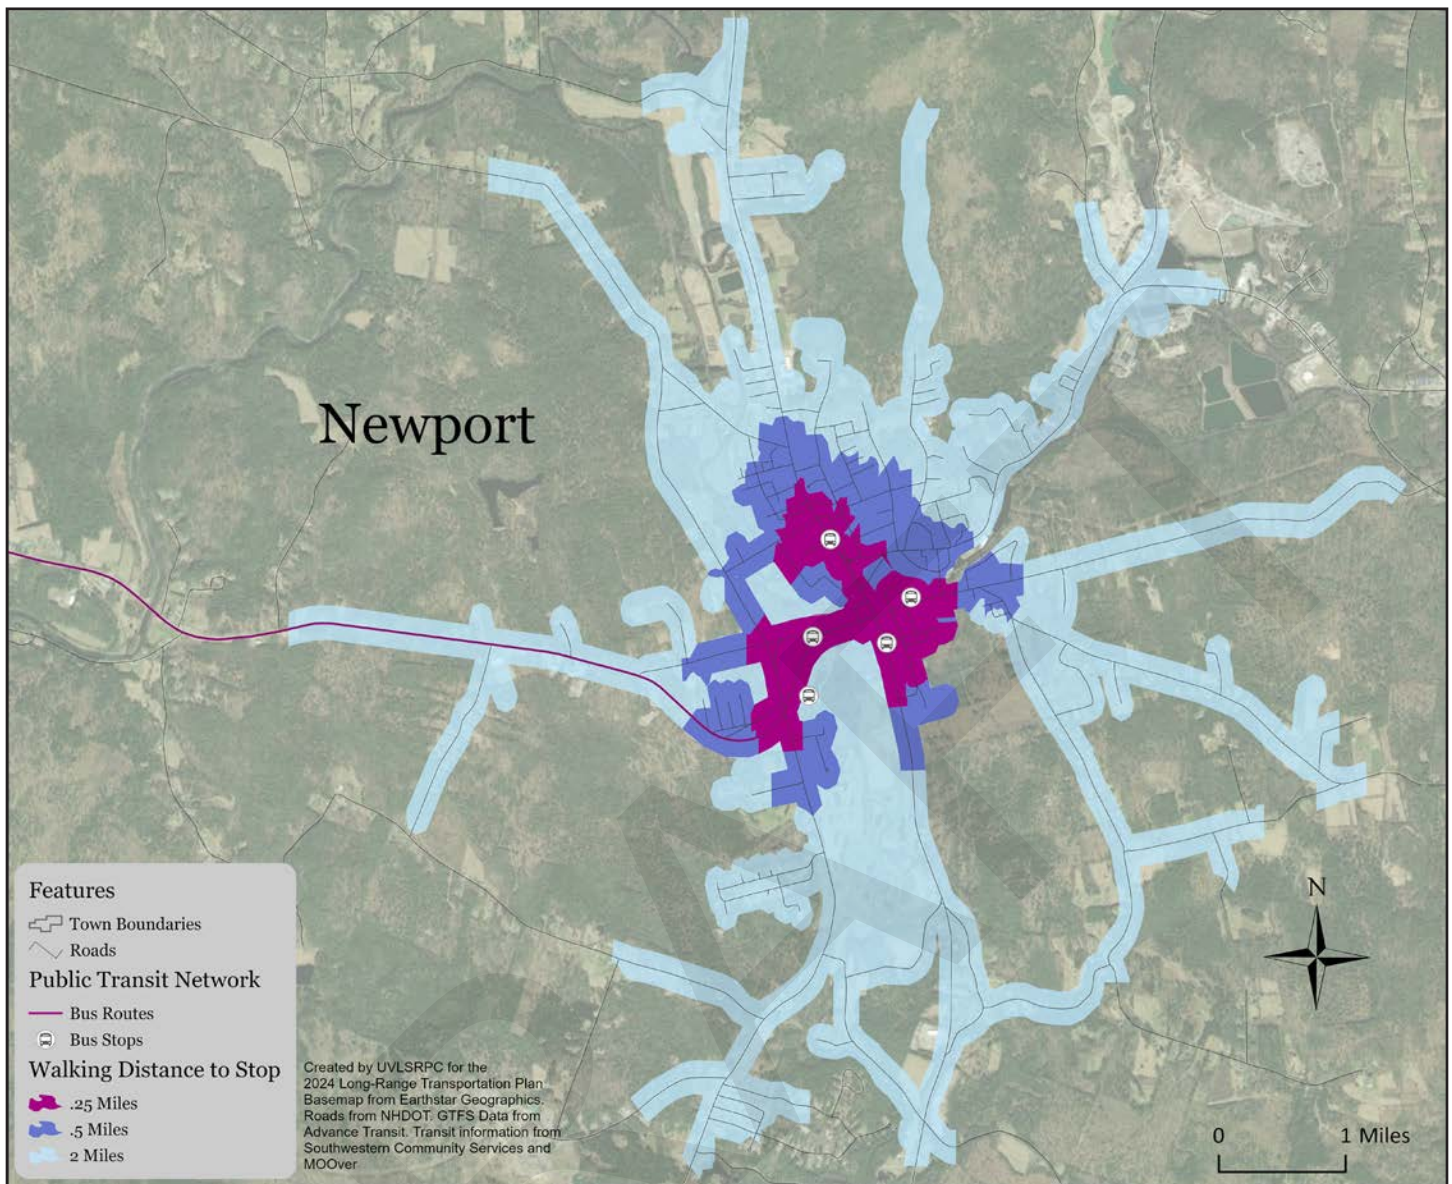 Newport
Features
Town Boundaries
Roads
Public Transit Network
Bus Routes
Bus Stops
Walking Distance to Stop
.25 Miles
.5 Miles
2 Miles
Created by UVLSRPC for the
2024 Long-Range Transportation Plan
Basemap from Earthstar Geographics.
Roads from NHDOT. GTFS Data from
Advance Transit. Transit information from
Southwestern Community Services and
MOOver
N
0 1 Miles